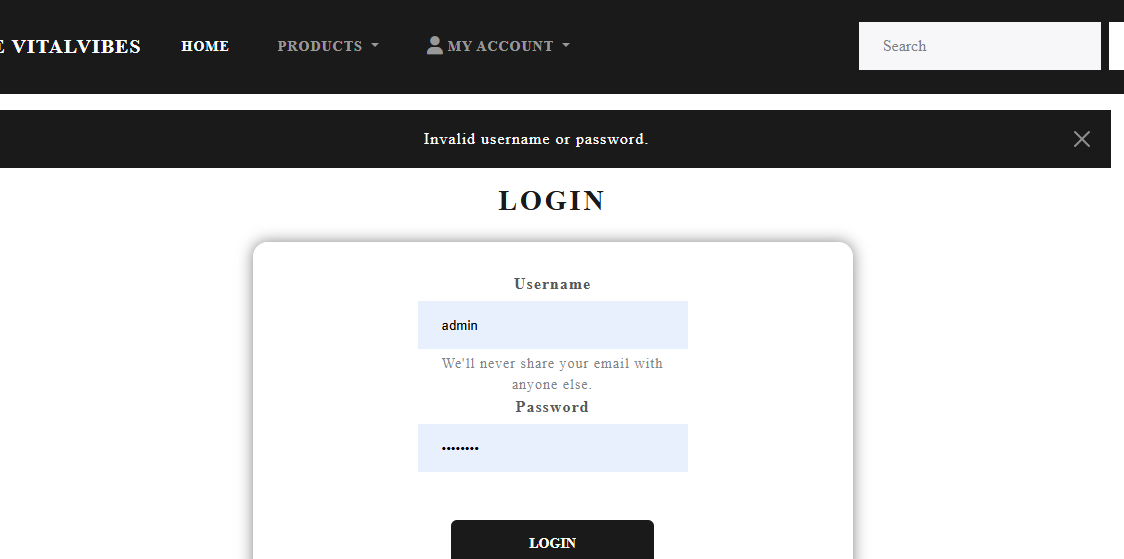 VITALVIBES HOME PRODUCTS MY ACCOUNT Search
Invalid username or password.
LOGIN
Username
admin
We'll never share your email with
anyone else.
Password
••••••••
LOGIN